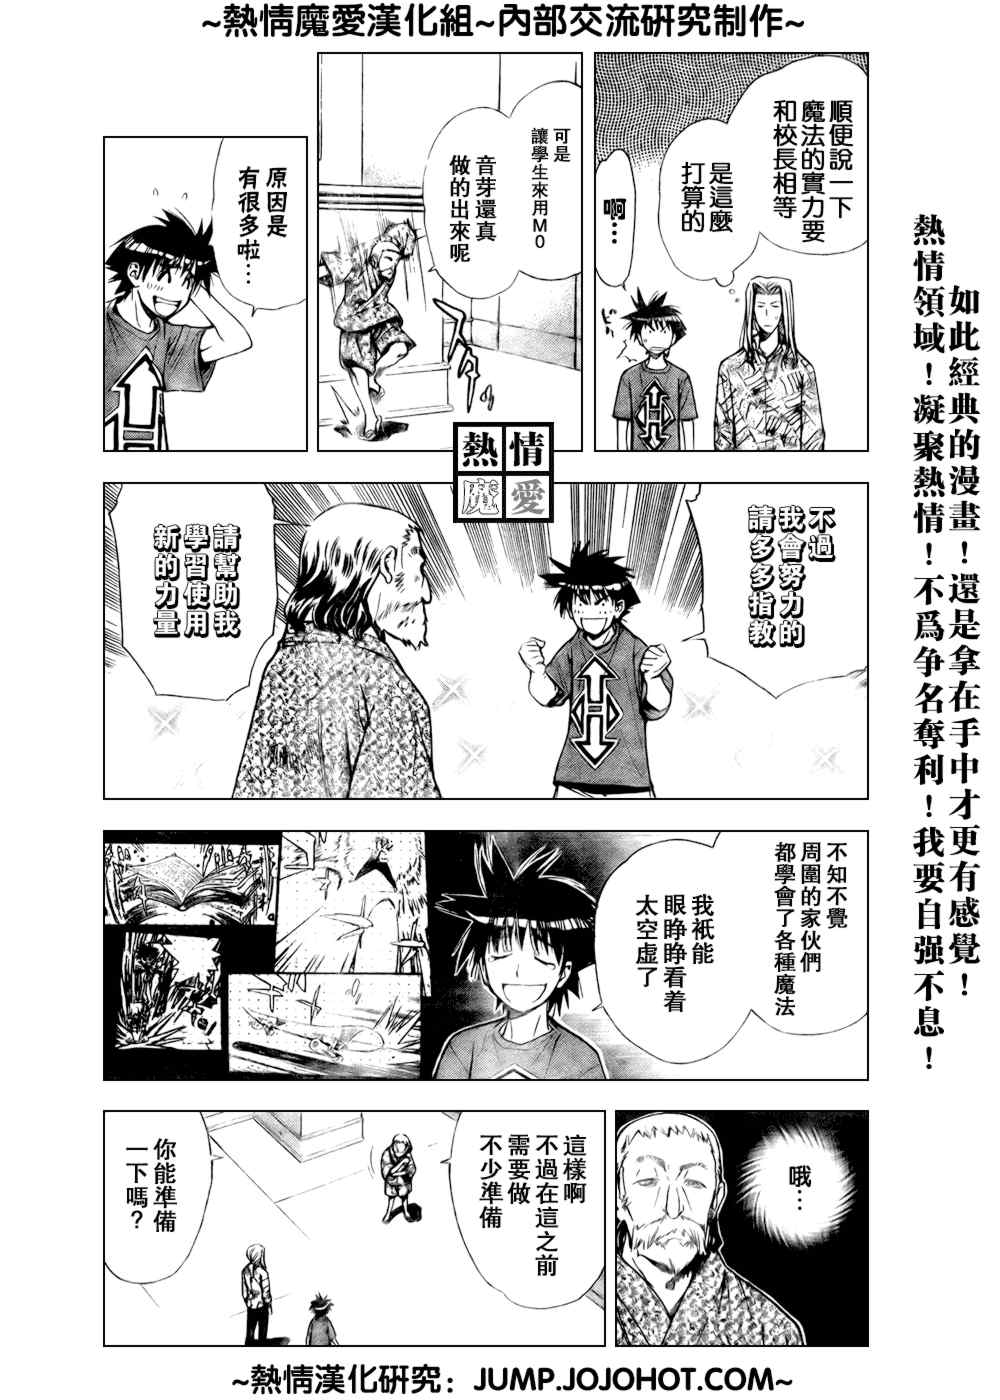 ~熱情魔愛漢化組~內部交流研究制作~
順便說一下
魔法的實力要
和校長相等
是這麼
打算的
啊…
可是
讓學生來用M0
音芽還真
做的出來呢
原因是
有很多啦…
熱情
魔愛
不過
我會努力的
請多多指教
請幫助我
學習使用
新的力量
不知不覺
周圍的家伙們
都學會了各種魔法
我衹能
眼睁睁看着
太空虛了
哦…
這樣啊
不過在這之前
需要做
不少準備
你能準備
一下嗎?
如此經典的漫畫!還是拿在手中才更有感覺!
熱情領域!凝聚熱情!不爲争名奪利!我要自强不息!
~熱情漢化研究: JUMP.JOJOHOT.COM~